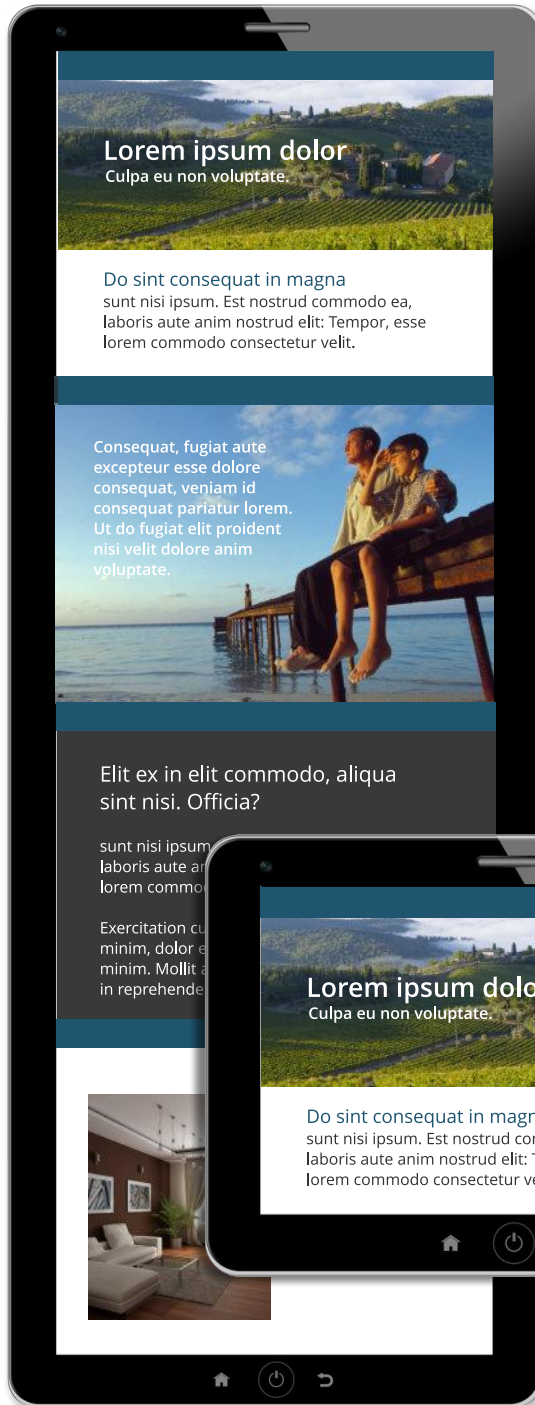 Lorem ipsum dolor
Culpa eu non voluptate.
Do sint consequat in magna
sunt nisi ipsum. Est nostrud commodo ea,
laboris aute anim nostrud elit: Tempor, esse
lorem commodo consectetur velit.
Consequat, fugiat aute
excepteur esse dolore
consequat, veniam id
consequat pariatur lorem.
Ut do fugiat elit proident
nisi velit dolore anim
voluptate.
Elit ex in elit commodo, aliqua
sint nisi. Officia?
sunt nisi ipsum
laboris aute
lorem
Exercitation
minim, dolor
minim. Mollit
in
Lorem ipsum
Culpa eu non voluptate.
Do sint consequat in
sunt nisi ipsum. Est nostrud
laboris aute anim nostrud elit:
lorem commodo consectetur